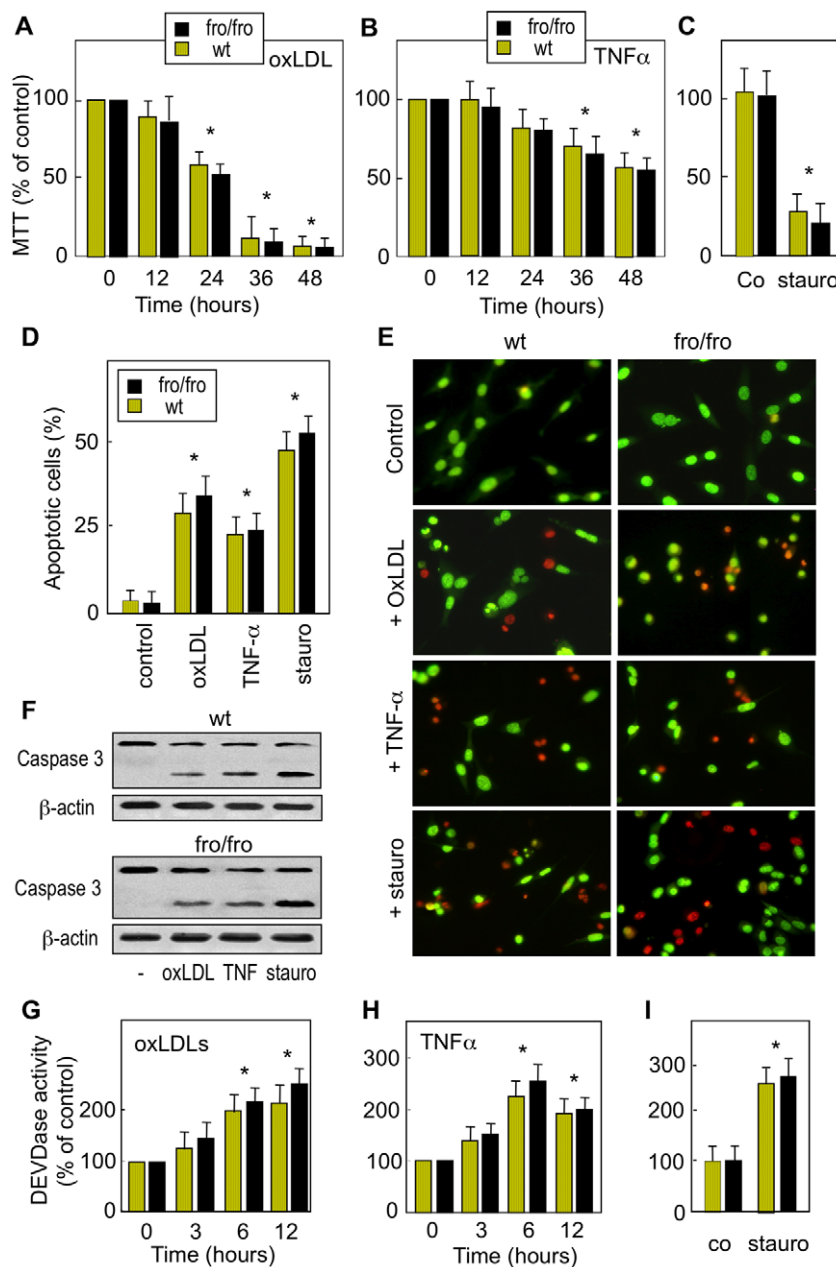 A
fro/fro
wt
oxLDL
MTT (% of control)
100
50
0
* * *
0 12 24 36 48
Time (hours)
B
fro/fro
wt
TNFα
100
50
0
* *
0 12 24 36 48
Time (hours)
C
100
50
0
*
Co stauro
D
fro/fro
wt
Apoptotic cells (%)
50
25
0
* * *
control oxLDL TNF-α stauro
E
wt fro/fro
Control
+ OxLDL
+ TNF-α
+ stauro
F
wt
Caspase 3
β-actin
fro/fro
Caspase 3
β-actin
- oxLDL TNF stauro
G
oxLDLs
DEVDase activity
(% of control)
200
100
0
* *
0 3 6 12
Time (hours)
H
TNFα
300
200
100
0
* *
0 3 6 12
Time (hours)
I
300
200
100
0
*
co stauro